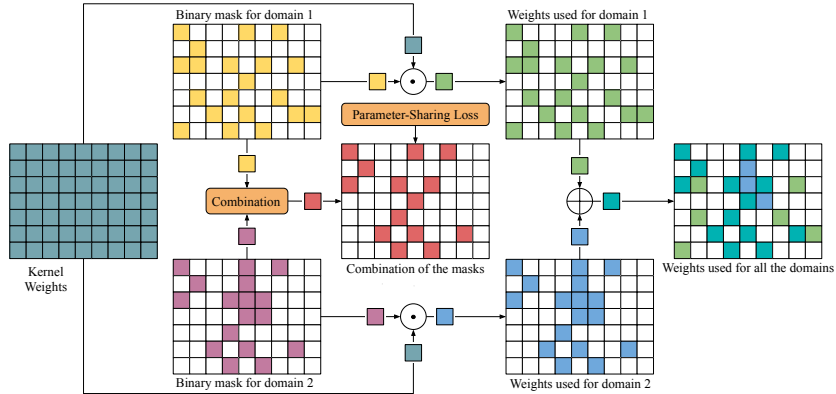 Binary mask for domain 1
Weights used for domain 1
Parameter-Sharing Loss
Combination
Kernel
Weights
Combination of the masks
Weights used for all the domains
Binary mask for domain 2
Weights used for domain 2